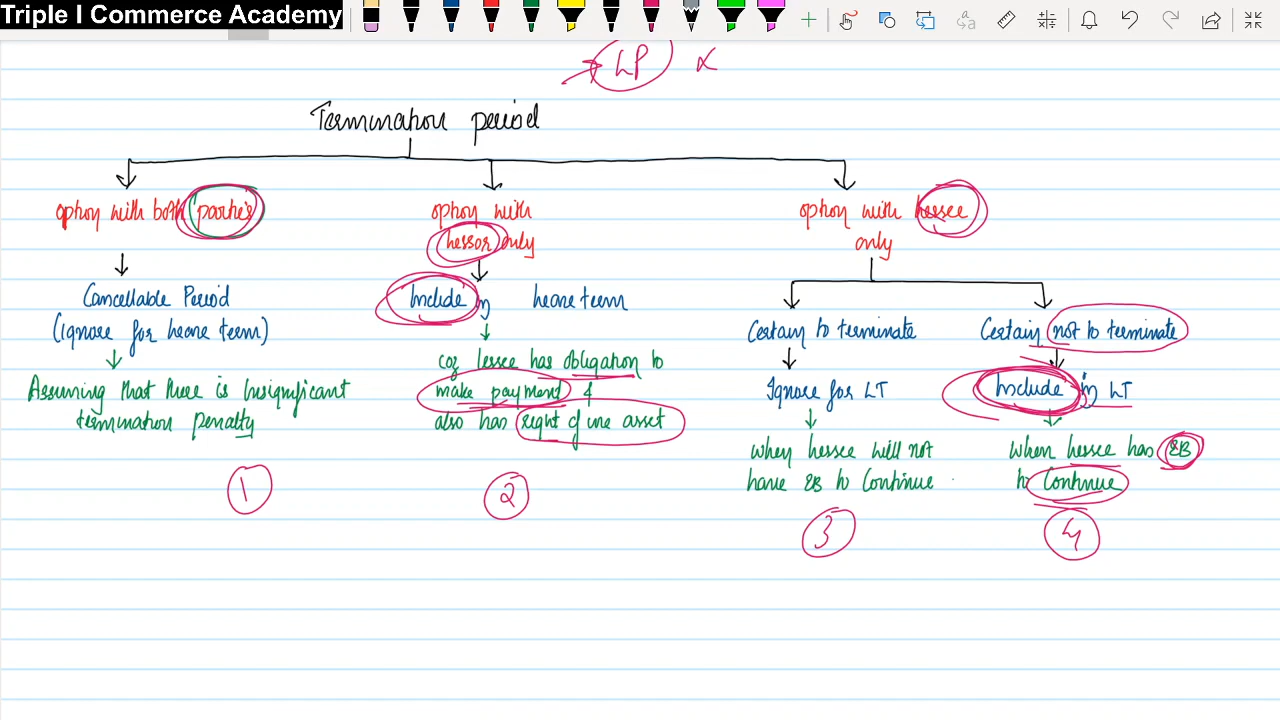 Triple I Commerce Academy
LP
Termination period
option with both parties
option with
Lessor only
option with Lessee
only
Cancellable Period
(ignore for lease term)
Include in lease term
Certain to terminate
Certain not to terminate
Assuming that there is insignificant
termination penalty
coz lessee has obligation to
make payment &
also has right of use asset
Ignore for LT
Include in LT
when lessee will not
have EB to Continue
when lessee has EB
to Continue
1
2
3
4